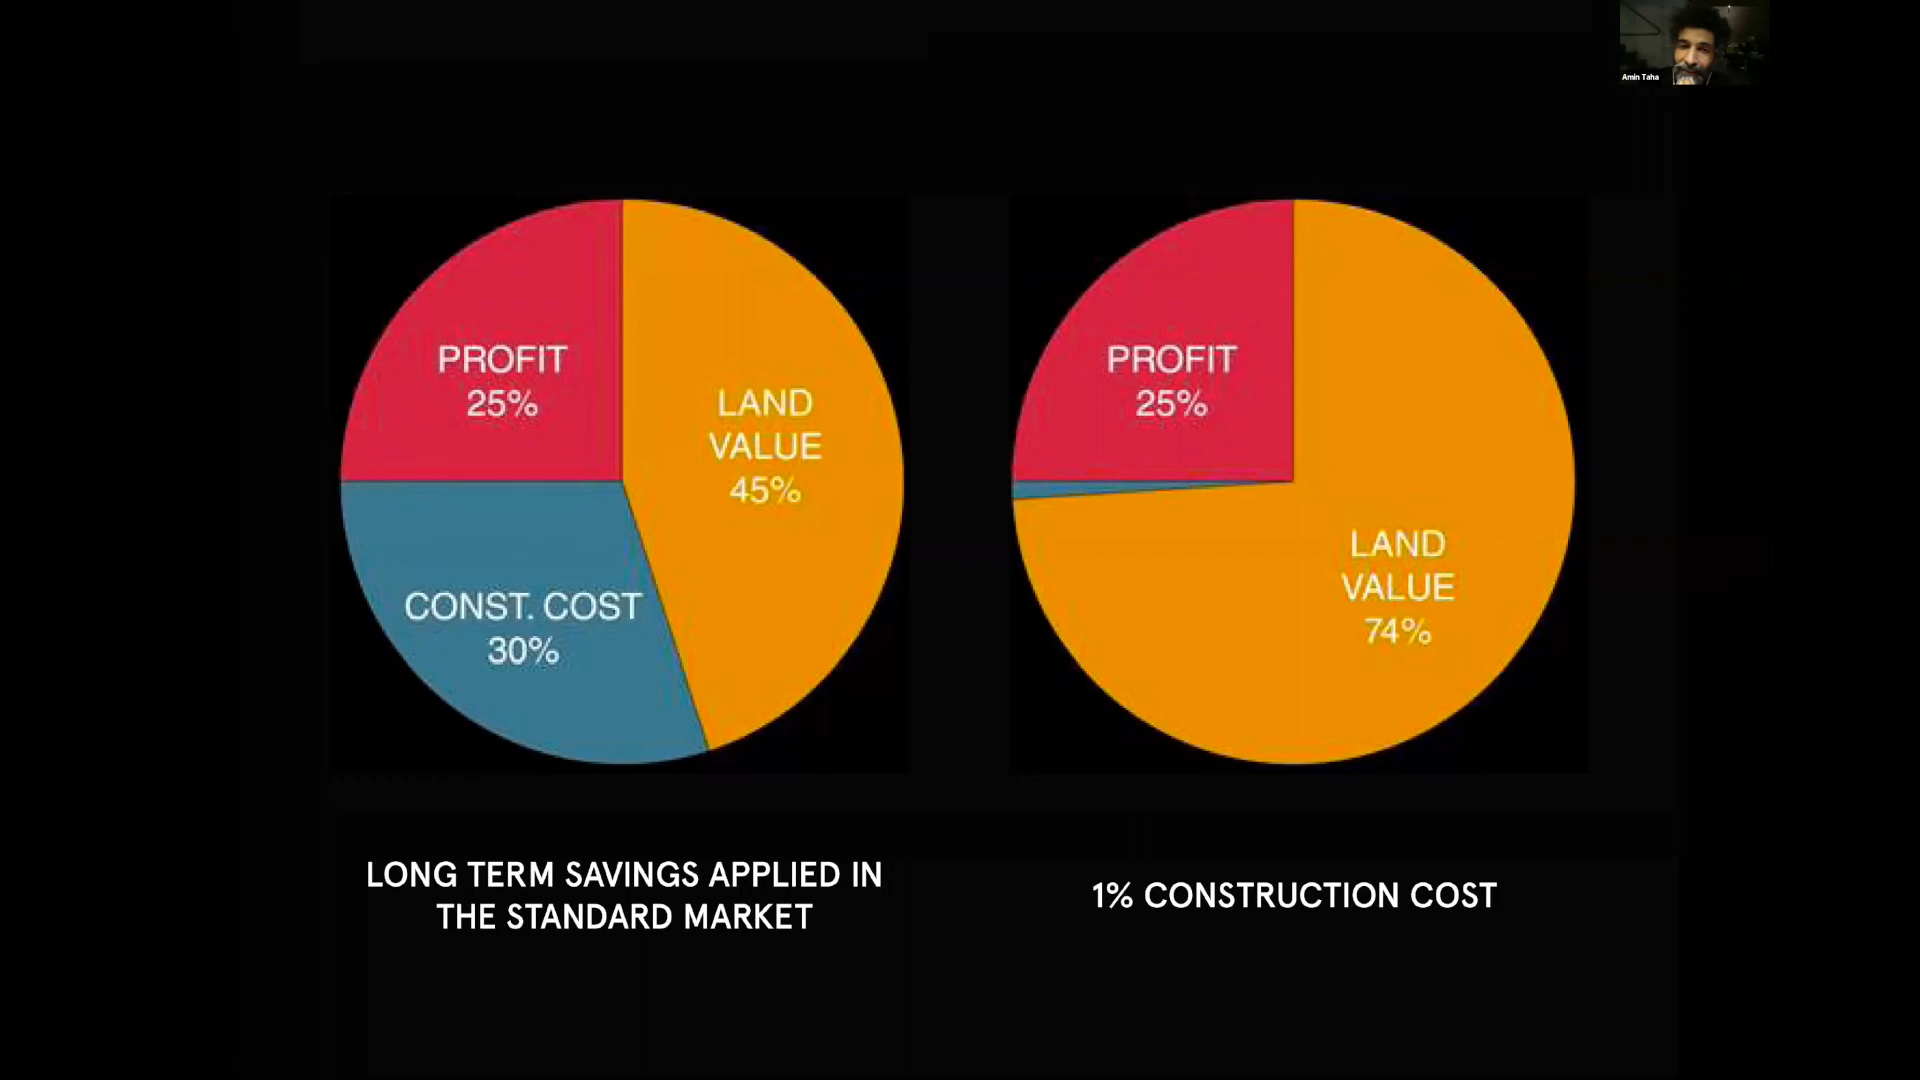 Amin Taha
PROFIT
25%
LAND
VALUE
45%
CONST. COST
30%
PROFIT
25%
LAND
VALUE
74%
LONG TERM SAVINGS APPLIED IN
THE STANDARD MARKET
1% CONSTRUCTION COST